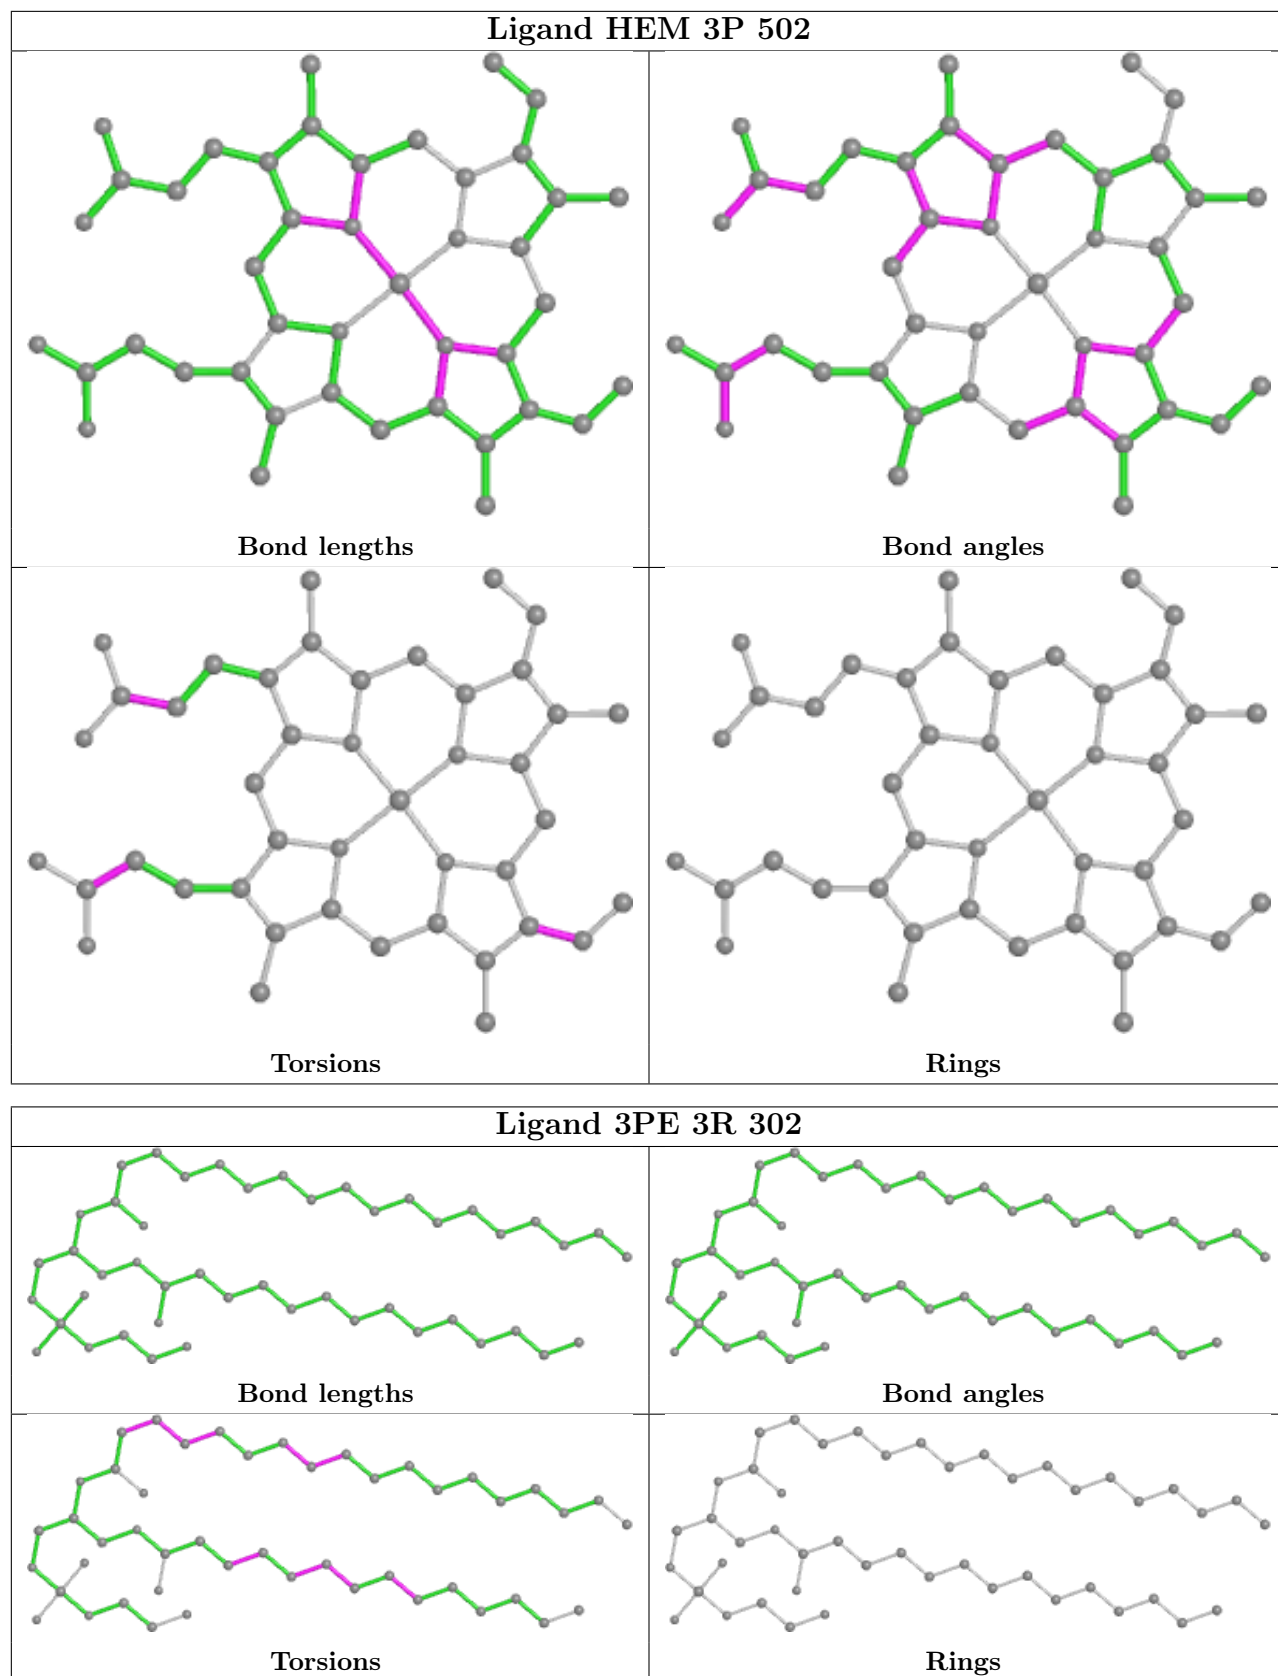 Ligand HEM 3P 502
Bond lengths
Bond angles
Torsions
Rings
Ligand 3PE 3R 302
Bond lengths
Bond angles
Torsions
Rings